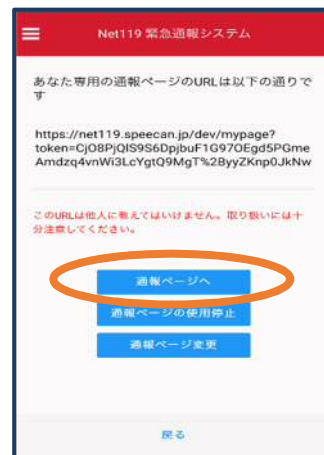 Net119 緊急通報システム
あなた専用の通報ページのURLは以下の通りで
す
https://net119.speecan.jp/dev/mypage?
token=CjO8PjQlS9S6DpjbuF1G97OEgd5PGme
Amdzq4vnWi3LcYgtQ9MgT%2ByyZKnp0JkNw
このURLは他人に教えてはいけません。取り扱いには十
分注意してください。
通報ページへ
通報ページの使用停止
通報ページ変更
戻る